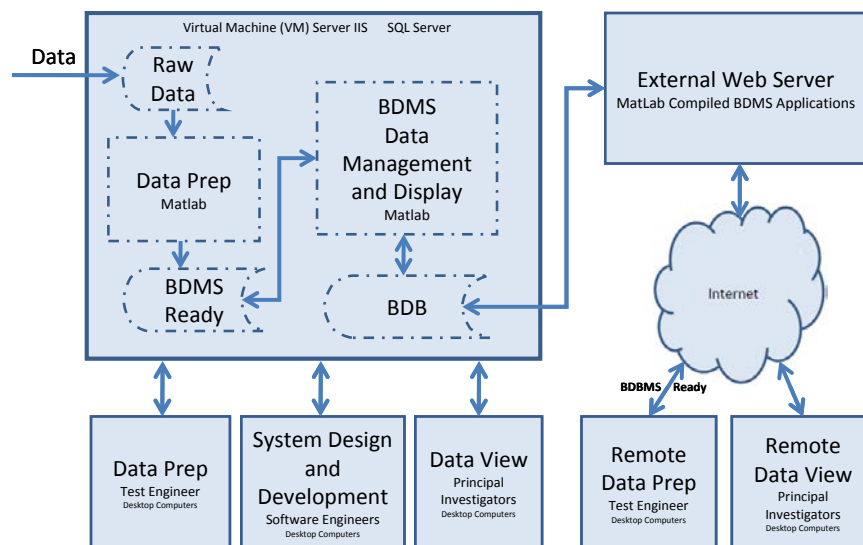 Virtual Machine (VM) Server IIS SQL Server
Data
Raw
Data
Data Prep
Matlab
BDMS
Ready
BDMS
Data
Management
and Display
Matlab
BDB
External Web Server
MatLab Compiled BDMS Applications
Internet
BDBMS Ready
Data Prep
Test Engineer
Desktop Computers
System Design
and
Development
Software Engineers
Desktop Computers
Data View
Principal
Investigators
Desktop Computers
Remote
Data Prep
Test Engineer
Desktop Computers
Remote
Data View
Principal
Investigators
Desktop Computers